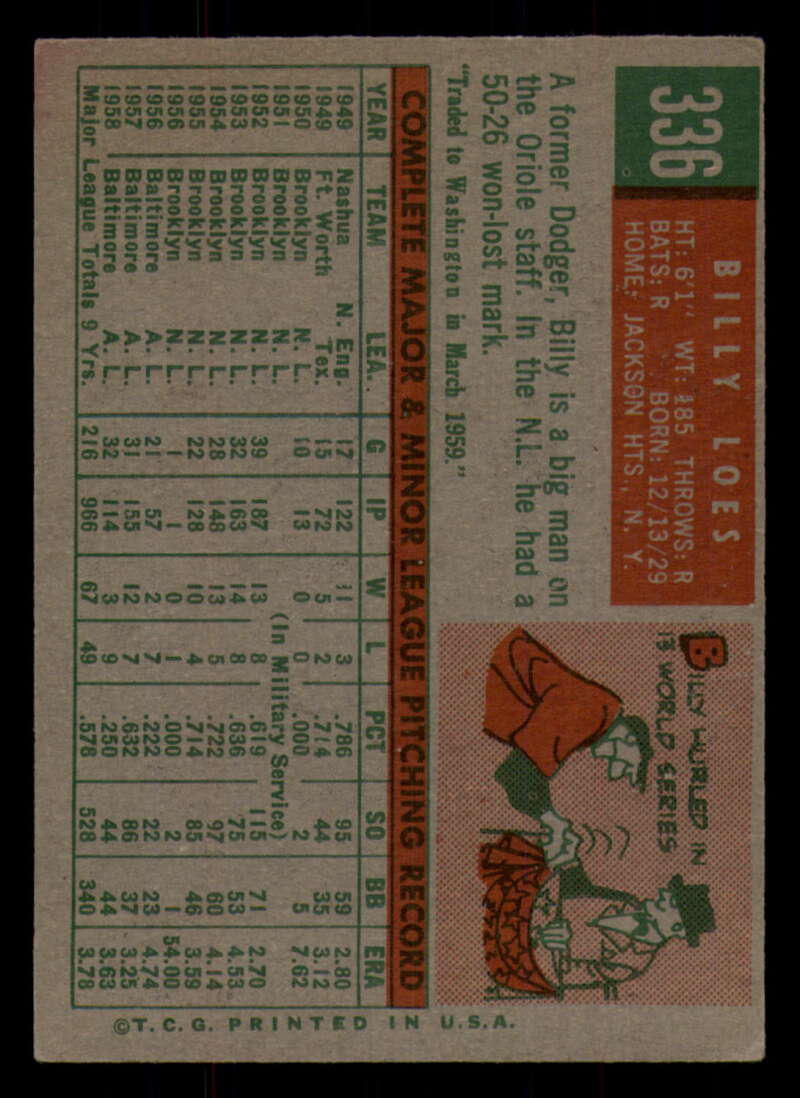 336
BILLY LOES
HT: 6'1" WT: 185 THROWS: R
BATS: R BORN: 12/13/29
HOME: JACKSON HTS., N. Y.
A former Dodger, Billy is a big man on
the Oriole staff. In the N.L. he had a
50-26 won-lost mark.
"Traded to Washington in March 1959."
BILLY HURLED IN
'3 WORLD SERIES
COMPLETE MAJOR & MINOR LEAGUE PITCHING RECORD
YEAR TEAM LEA. G IP W L PCT SO BB ERA
1949 Nashua N. Eng. 17 122 11 3 .786 95 59 2.80
1949 Ft. Worth Tex. 15 72 5 2 .714 44 35 3.12
1950 Brooklyn N. L. 10 13 0 0 .000 2 5 7.62
1951 Brooklyn N. L. (In Military Service)
1952 Brooklyn N. L. 39 187 13 8 .619 115 71 2.70
1953 Brooklyn N. L. 32 163 14 8 .636 75 53 4.53
1954 Brooklyn N. L. 28 148 13 5 .722 97 60 4.14
1955 Brooklyn N. L. 22 128 10 4 .714 85 46 3.59
1956 Brooklyn N. L. 1 1 0 1 .000 2 1 54.00
1956 Baltimore A. L. 21 57 2 7 .222 22 23 4.74
1957 Baltimore A. L. 31 155 12 7 .632 86 37 3.25
1958 Baltimore A. L. 32 114 3 9 .250 44 44 3.63
Major League Totals 9 Yrs. 216 966 67 49 .578 528 340 3.78
©T. C. G. PRINTED IN U.S.A.